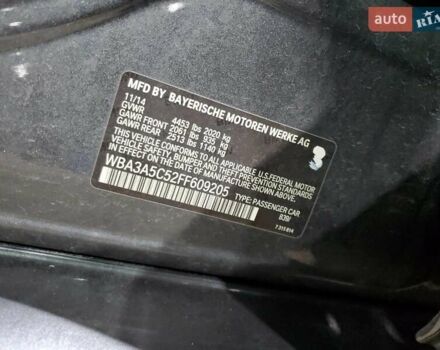 auto RIA.com
MFD BY BAYERISCHE MOTOREN WERKE AG
11/14
GVWR 4453 lbs 2020 kg
GAWR FRONT 2061 lbs 935 kg
GAWR REAR 2513 lbs 1140 kg
THIS VEHICLE CONFORMS TO ALL APPLICABLE U.S.FEDERAL MOTOR
VEHICLE SAFETY, BUMPER AND THEFT PREVENTION STANDARDS IN EFFECT ON THE
DATE OF MANUFACTURE SHOWN ABOVE.
WBA3A5C52FF609205
TYPE: PASSENGER CAR
839/